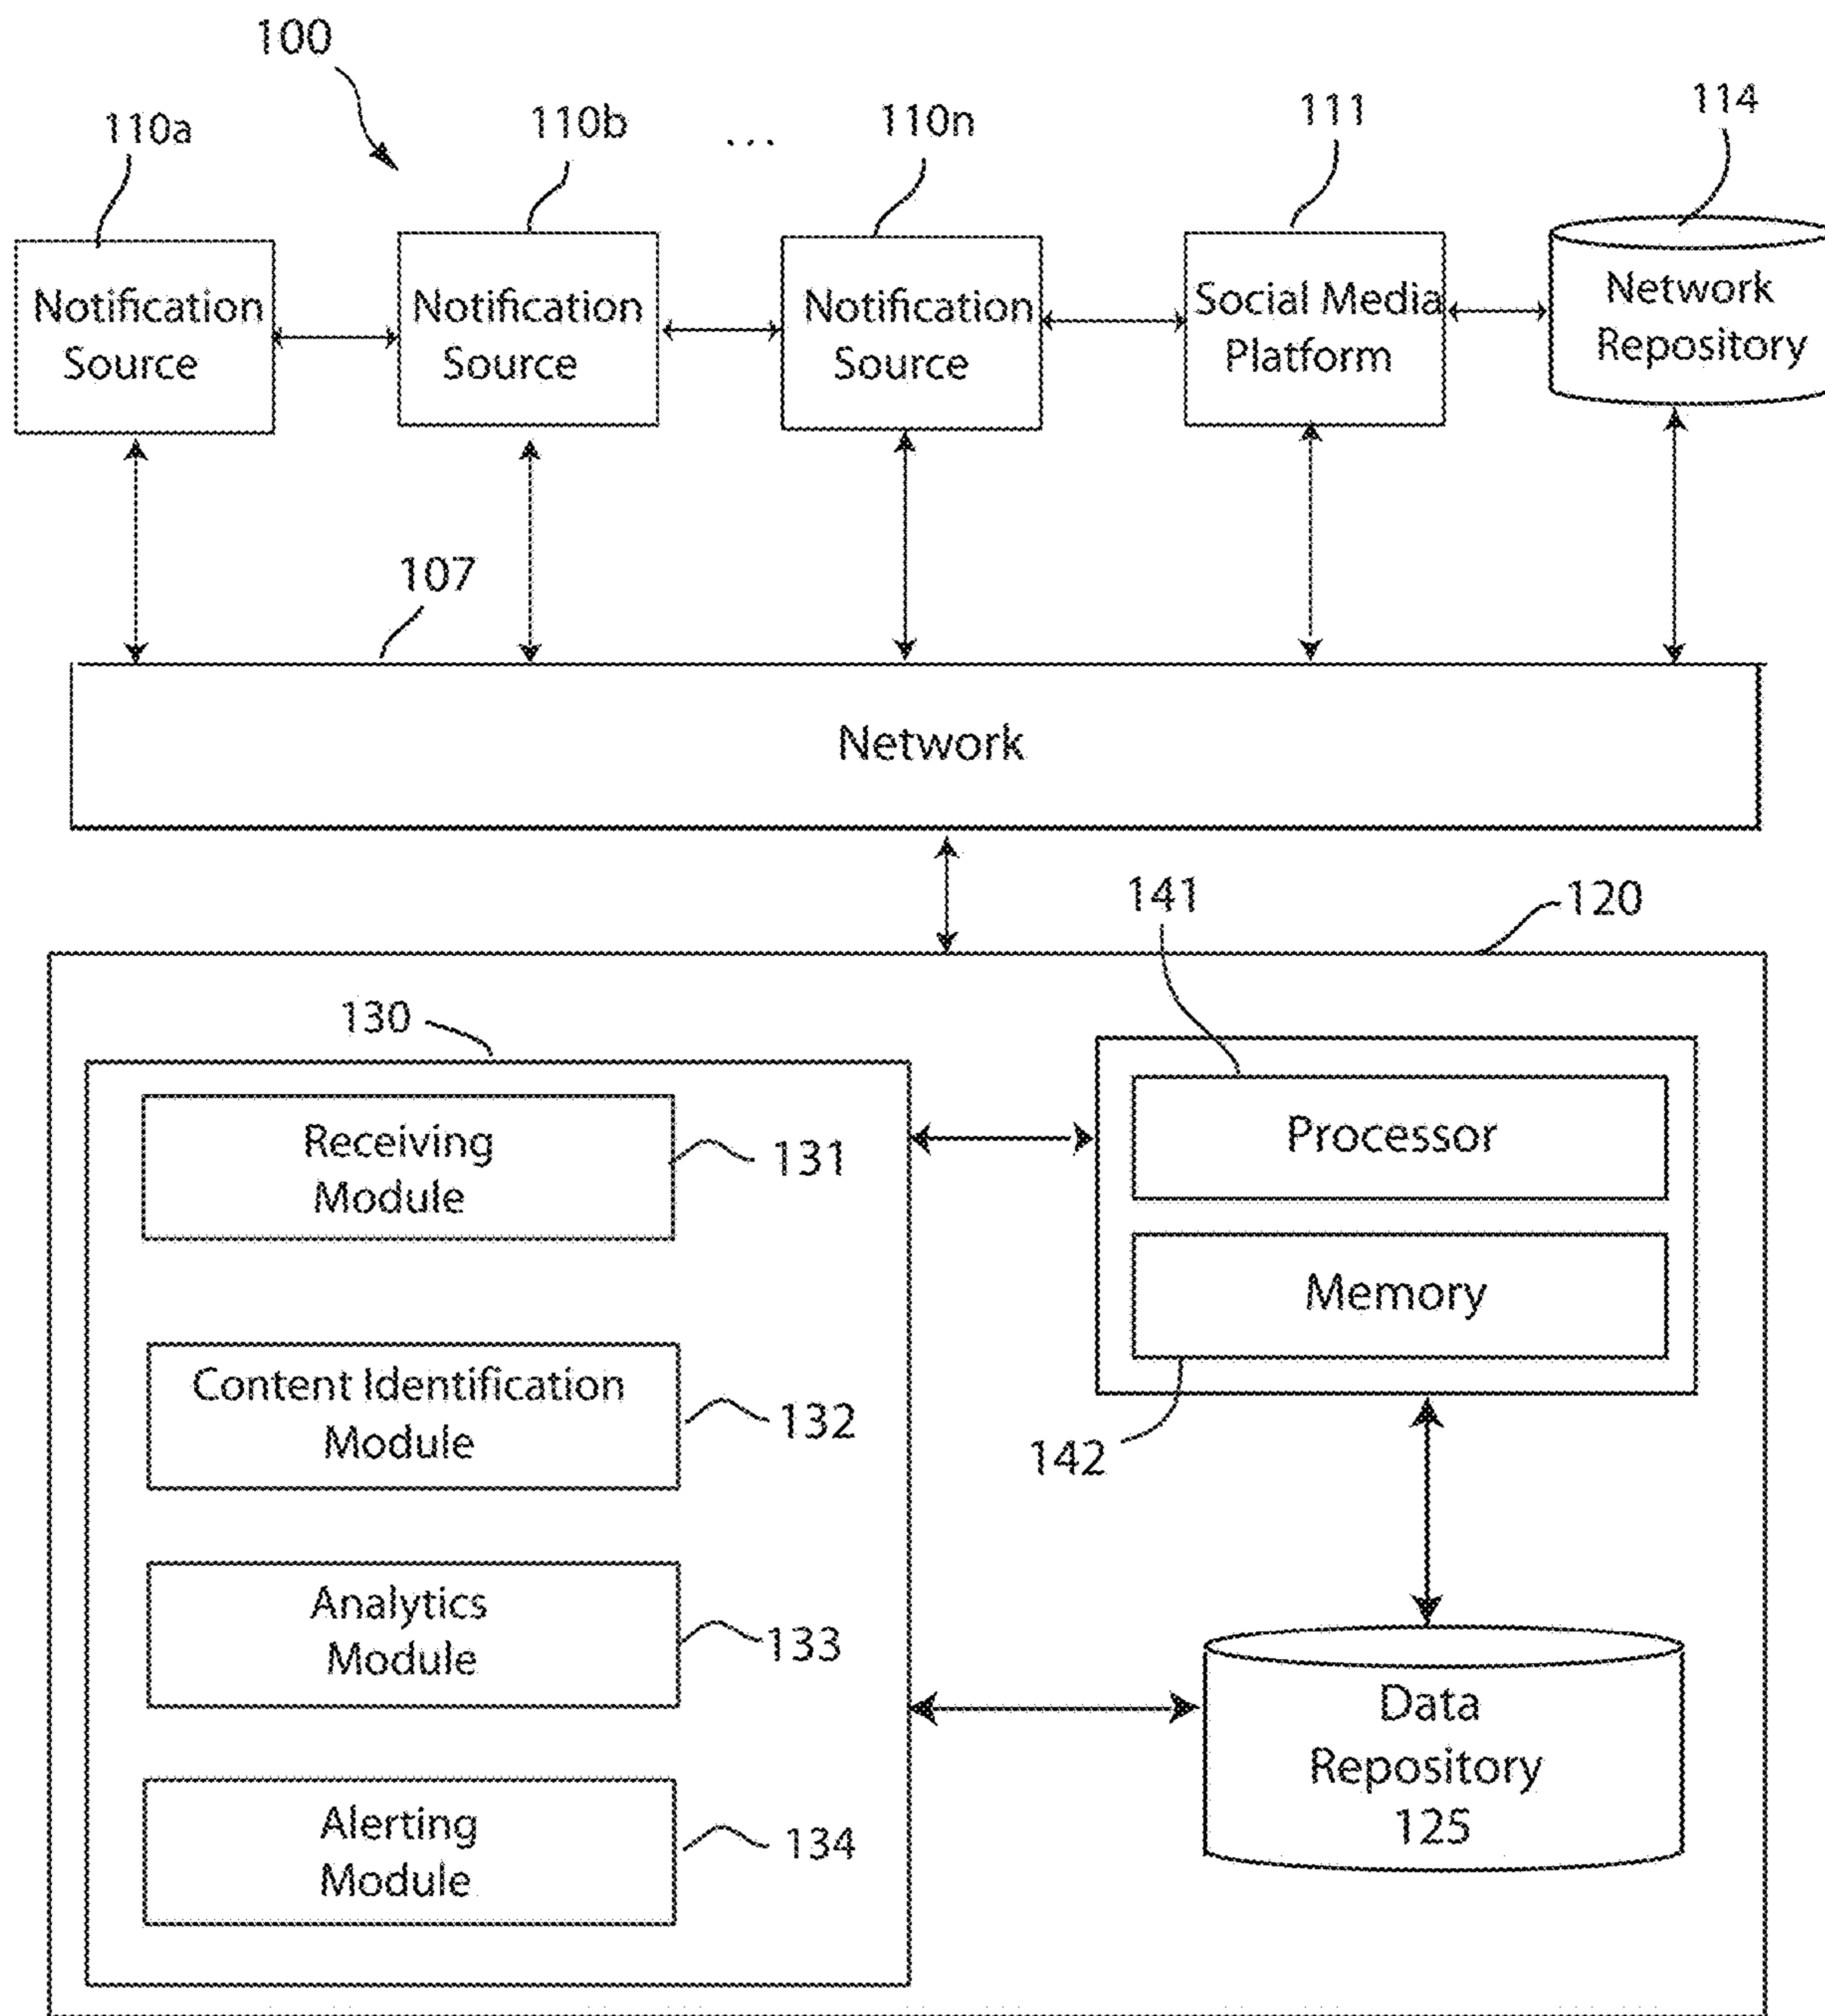 100
110a
110b
...
110n
111
114
Notification
Source
Notification
Source
Notification
Source
Social Media
Platform
Network
Repository
107
Network
120
141
130
Receiving
Module
131
Processor
Memory
142
Content Identification
Module
132
Analytics
Module
133
Data
Repository
125
Alerting
Module
134